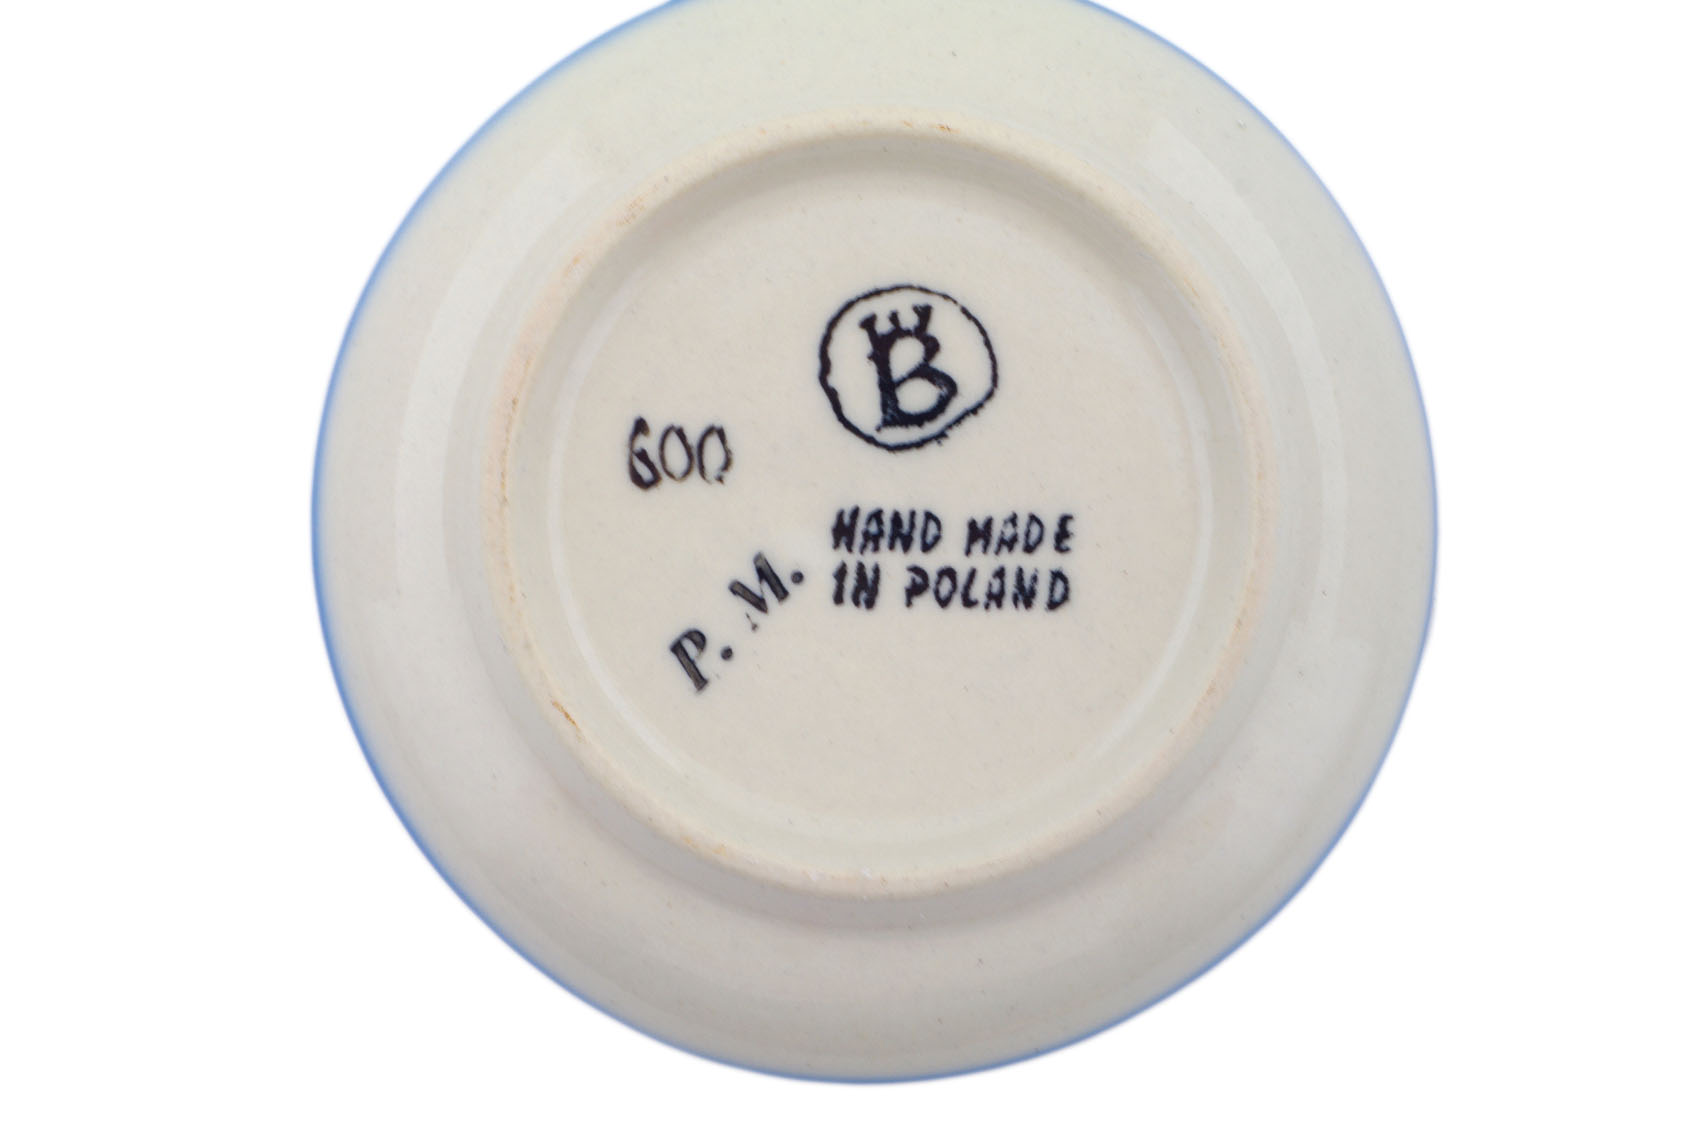 B
600
HAND MADE
IN POLAND
P. M.